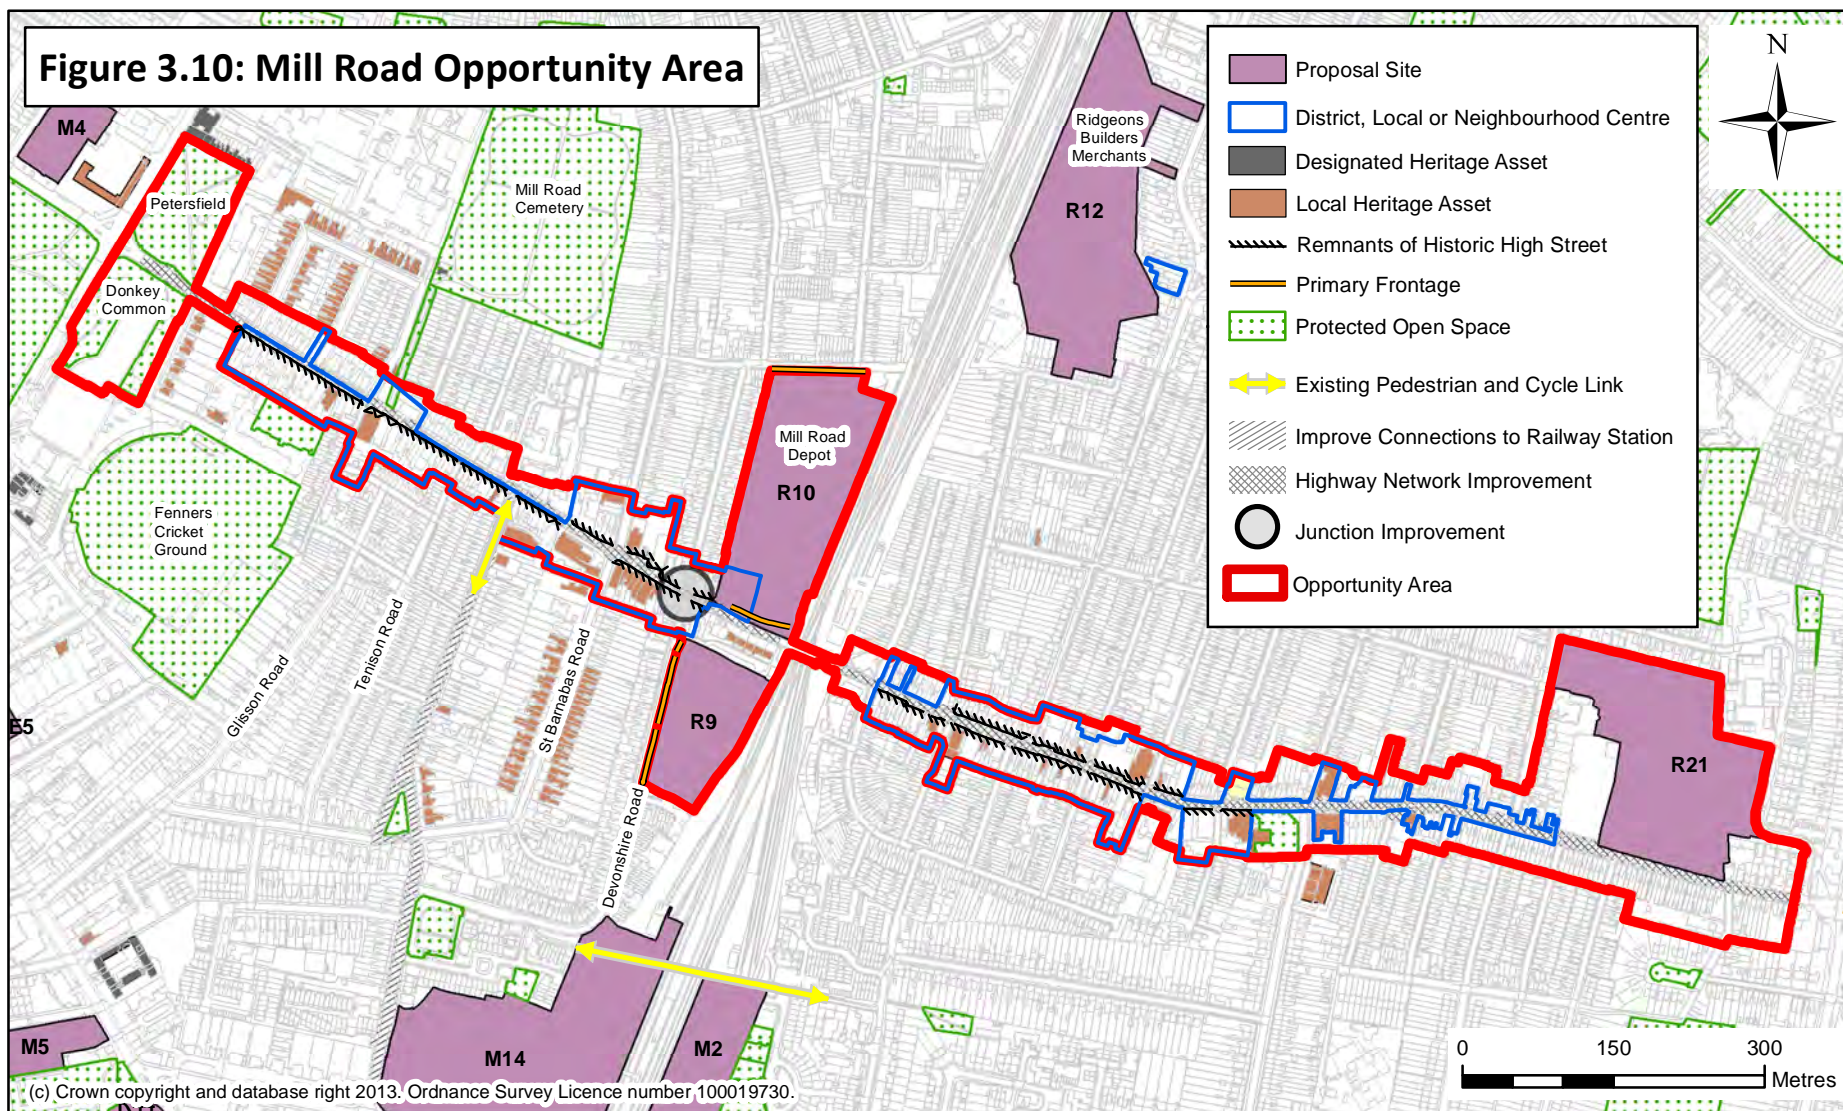 Figure 3.10: Mill Road Opportunity Area
Proposal Site
District, Local or Neighbourhood Centre
Designated Heritage Asset
Local Heritage Asset
Remnants of Historic High Street
Primary Frontage
Protected Open Space
Existing Pedestrian and Cycle Link
Improve Connections to Railway Station
Highway Network Improvement
Junction Improvement
Opportunity Area
N
M4
Petersfield
Donkey
Common
Mill Road
Cemetery
Ridgeons
Builders
Merchants
R12
Mill Road
Depot
R10
Fenners
Cricket
Ground
Glisson Road
Tenison Road
St Barnabas Road
Devonshire Road
R9
R21
E5
M5
M14
M2
0
150
300
Metres
(c) Crown copyright and database right 2013. Ordnance Survey Licence number 100019730.